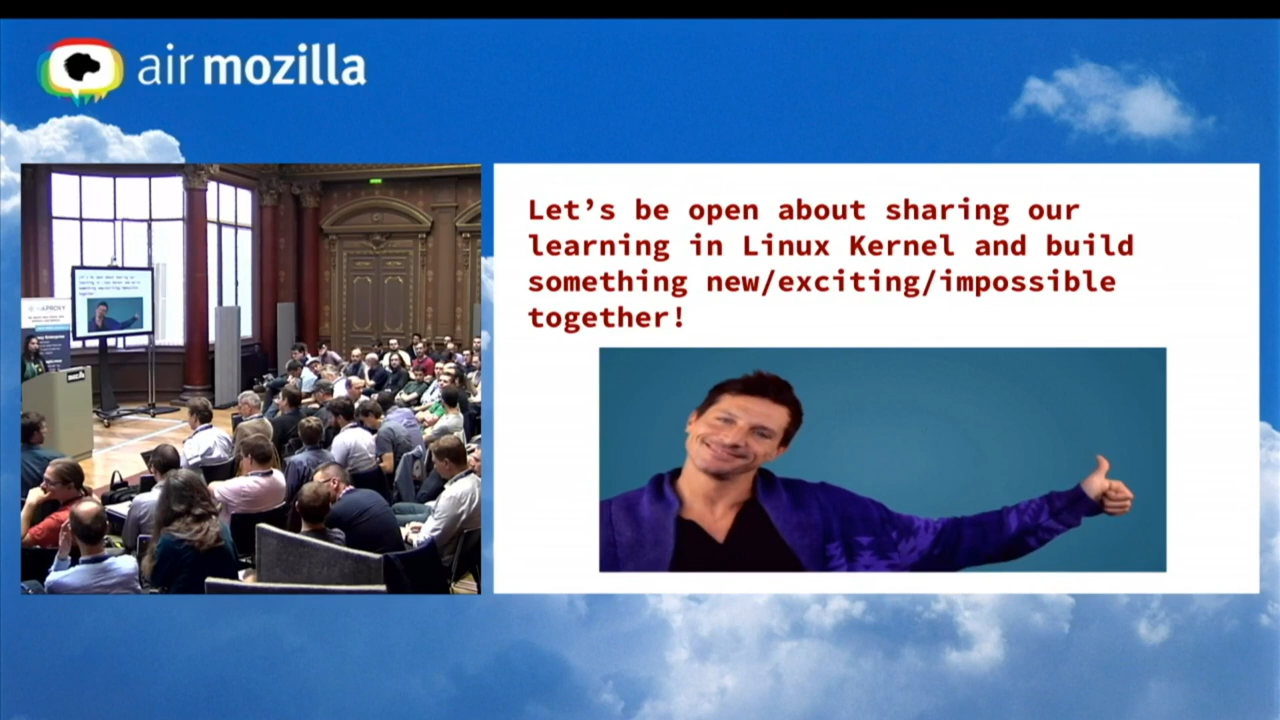 air mozilla
Let’s be open about sharing our
learning in Linux Kernel and build
something new/exciting/impossible
together!